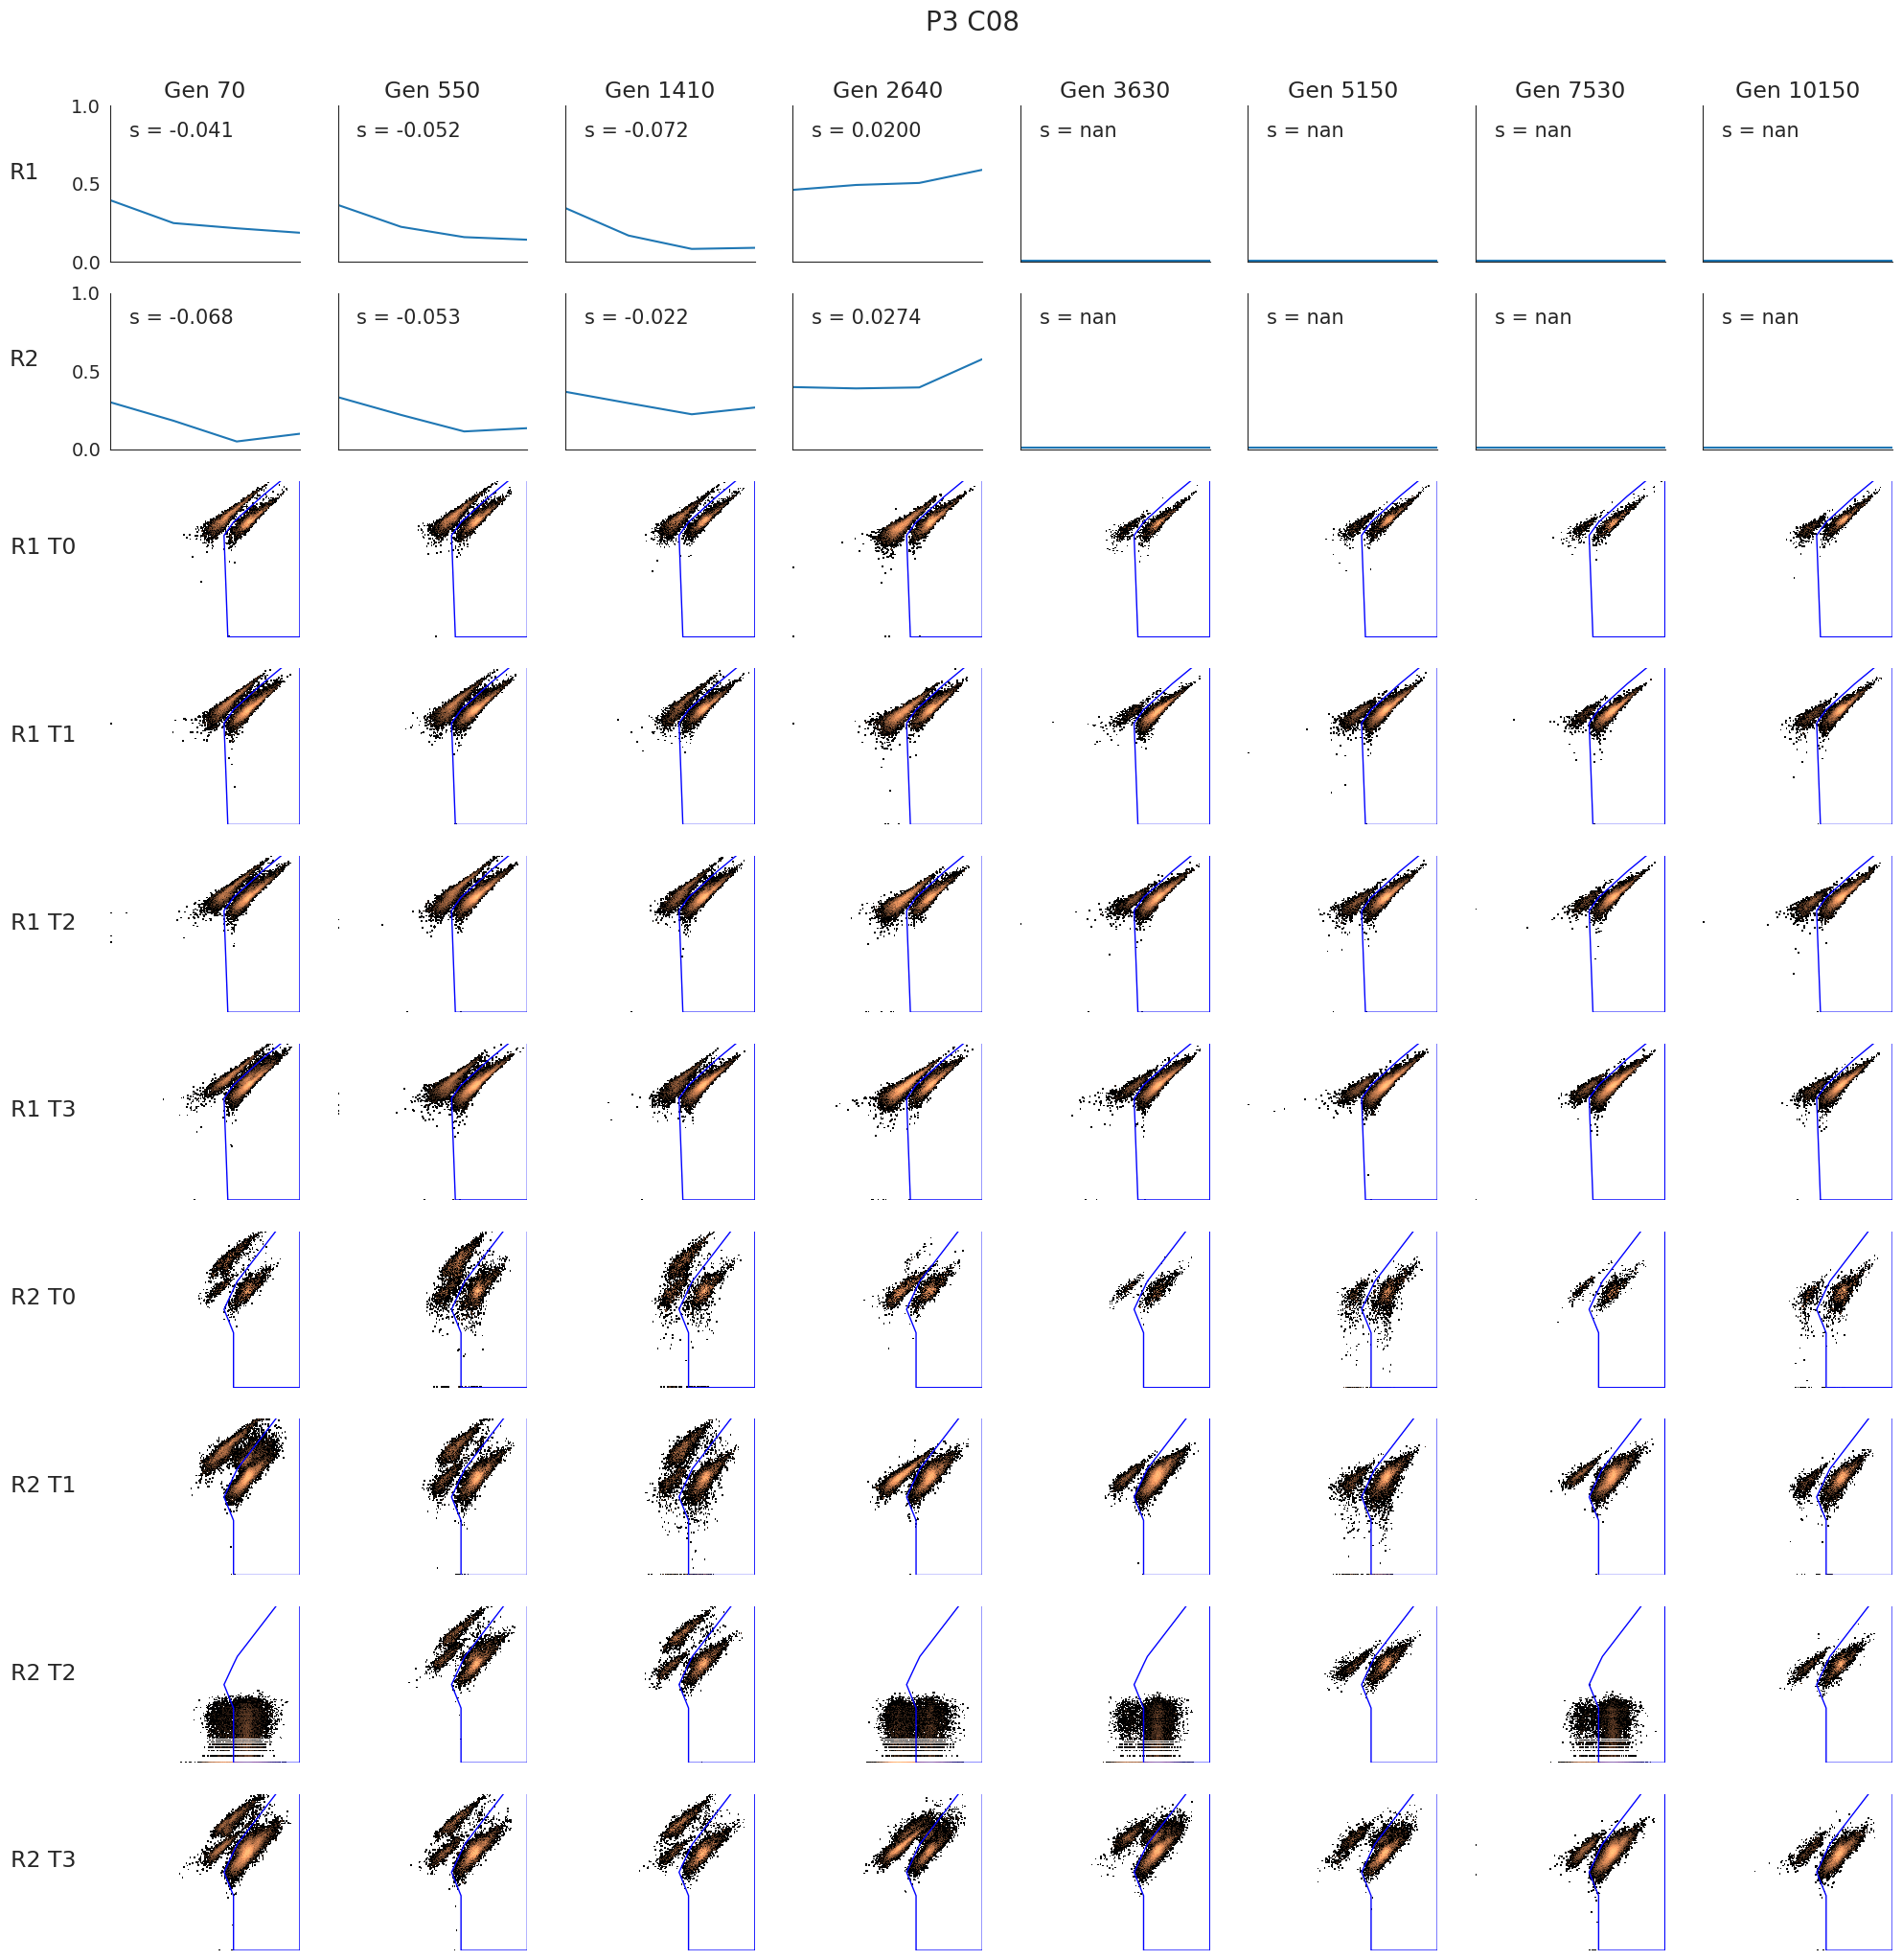 P3 C08
Gen 70 Gen 550 Gen 1410 Gen 2640 Gen 3630 Gen 5150 Gen 7530 Gen 10150
1.0
s = -0.041 s = -0.052 s = -0.072 s = 0.0200 s = nan s = nan s = nan s = nan
R1
0.5
0.0
1.0
s = -0.068 s = -0.053 s = -0.022 s = 0.0274 s = nan s = nan s = nan s = nan
R2
0.5
0.0
R1 T0
R1 T1
R1 T2
R1 T3
R2 T0
R2 T1
R2 T2
R2 T3